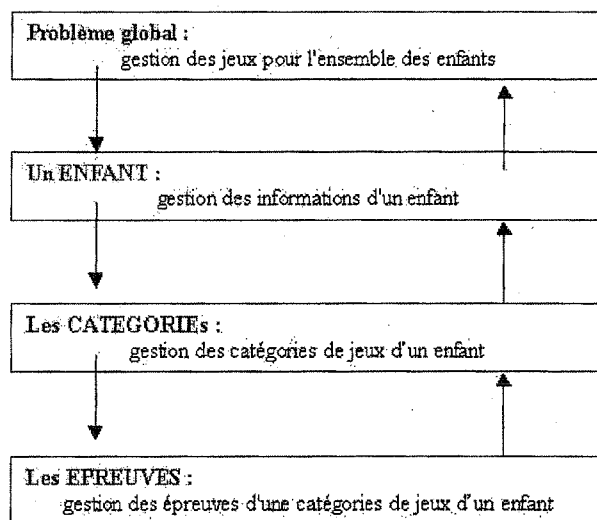 Problème global :
gestion des jeux pour l'ensemble des enfants
Un ENFANT :
gestion des informations d'un enfant
Les CATEGORIEs :
gestion des catégories de jeux d'un enfant
Les EPREUVES :
gestion des épreuves d'une catégories de jeux d'un enfant